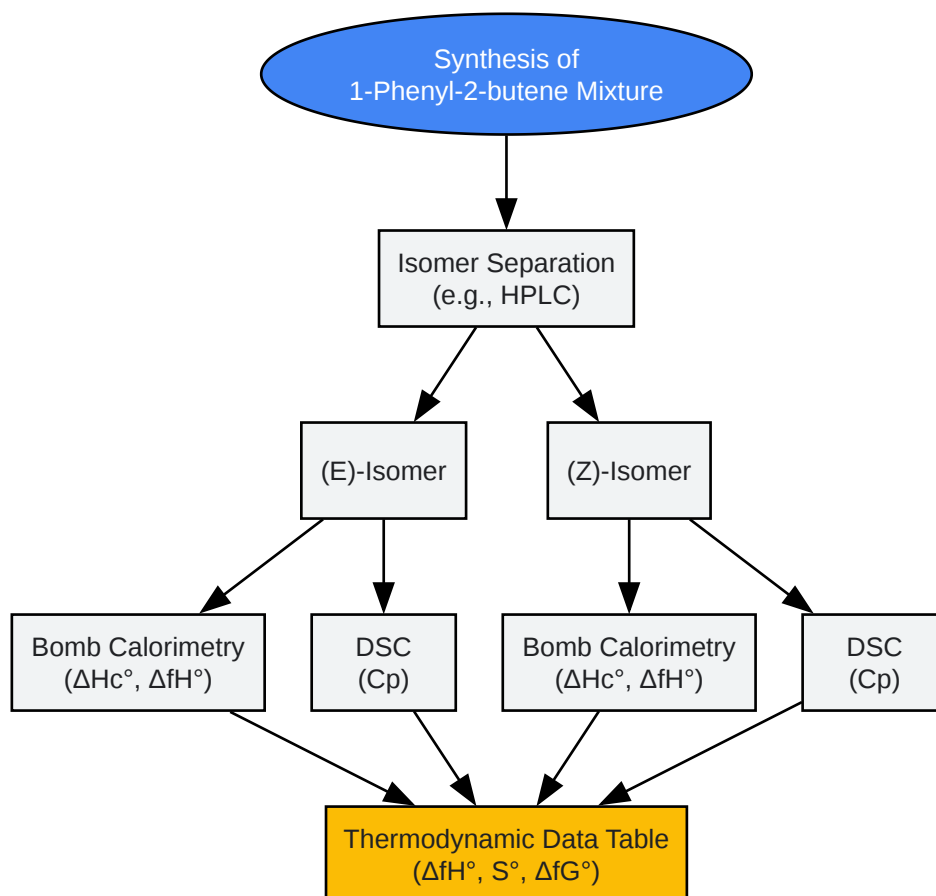 Synthesis of
1-Phenyl-2-butene Mixture
Isomer Separation
(e.g., HPLC)
(E)-Isomer
(Z)-Isomer
Bomb Calorimetry
(ΔHc°, ΔfH°)
DSC
(Cp)
Bomb Calorimetry
(ΔHc°, ΔfH°)
DSC
(Cp)
Thermodynamic Data Table
(ΔfH°, S°, ΔfG°)